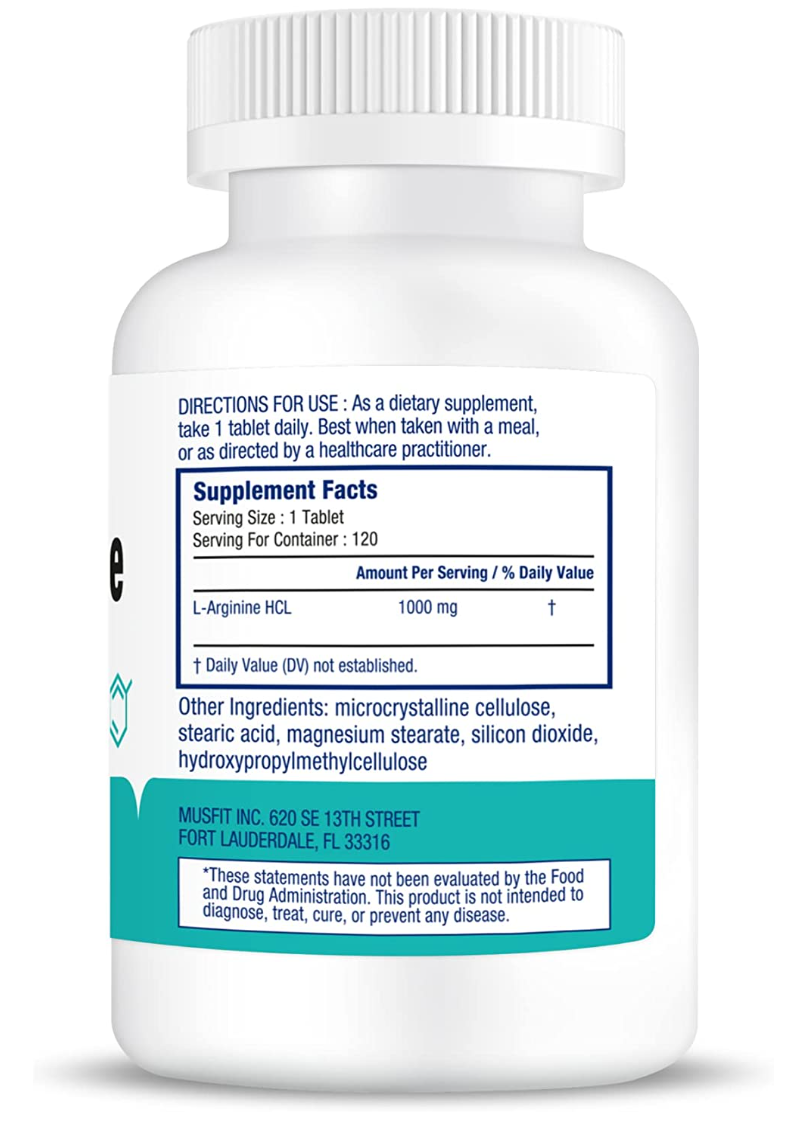 DIRECTIONS FOR USE : As a dietary supplement,
take 1 tablet daily. Best when taken with a meal,
or as directed by a healthcare practitioner.
Supplement Facts
Serving Size : 1 Tablet
Serving For Container : 120
Amount Per Serving / % Daily Value
L-Arginine HCL 1000 mg †
† Daily Value (DV) not established.
e
Other Ingredients: microcrystalline cellulose,
stearic acid, magnesium stearate, silicon dioxide,
hydroxypropylmethylcellulose
MUSFIT INC. 620 SE 13TH STREET
FORT LAUDERDALE, FL 33316
*These statements have not been evaluated by the Food
and Drug Administration. This product is not intended to
diagnose, treat, cure, or prevent any disease.